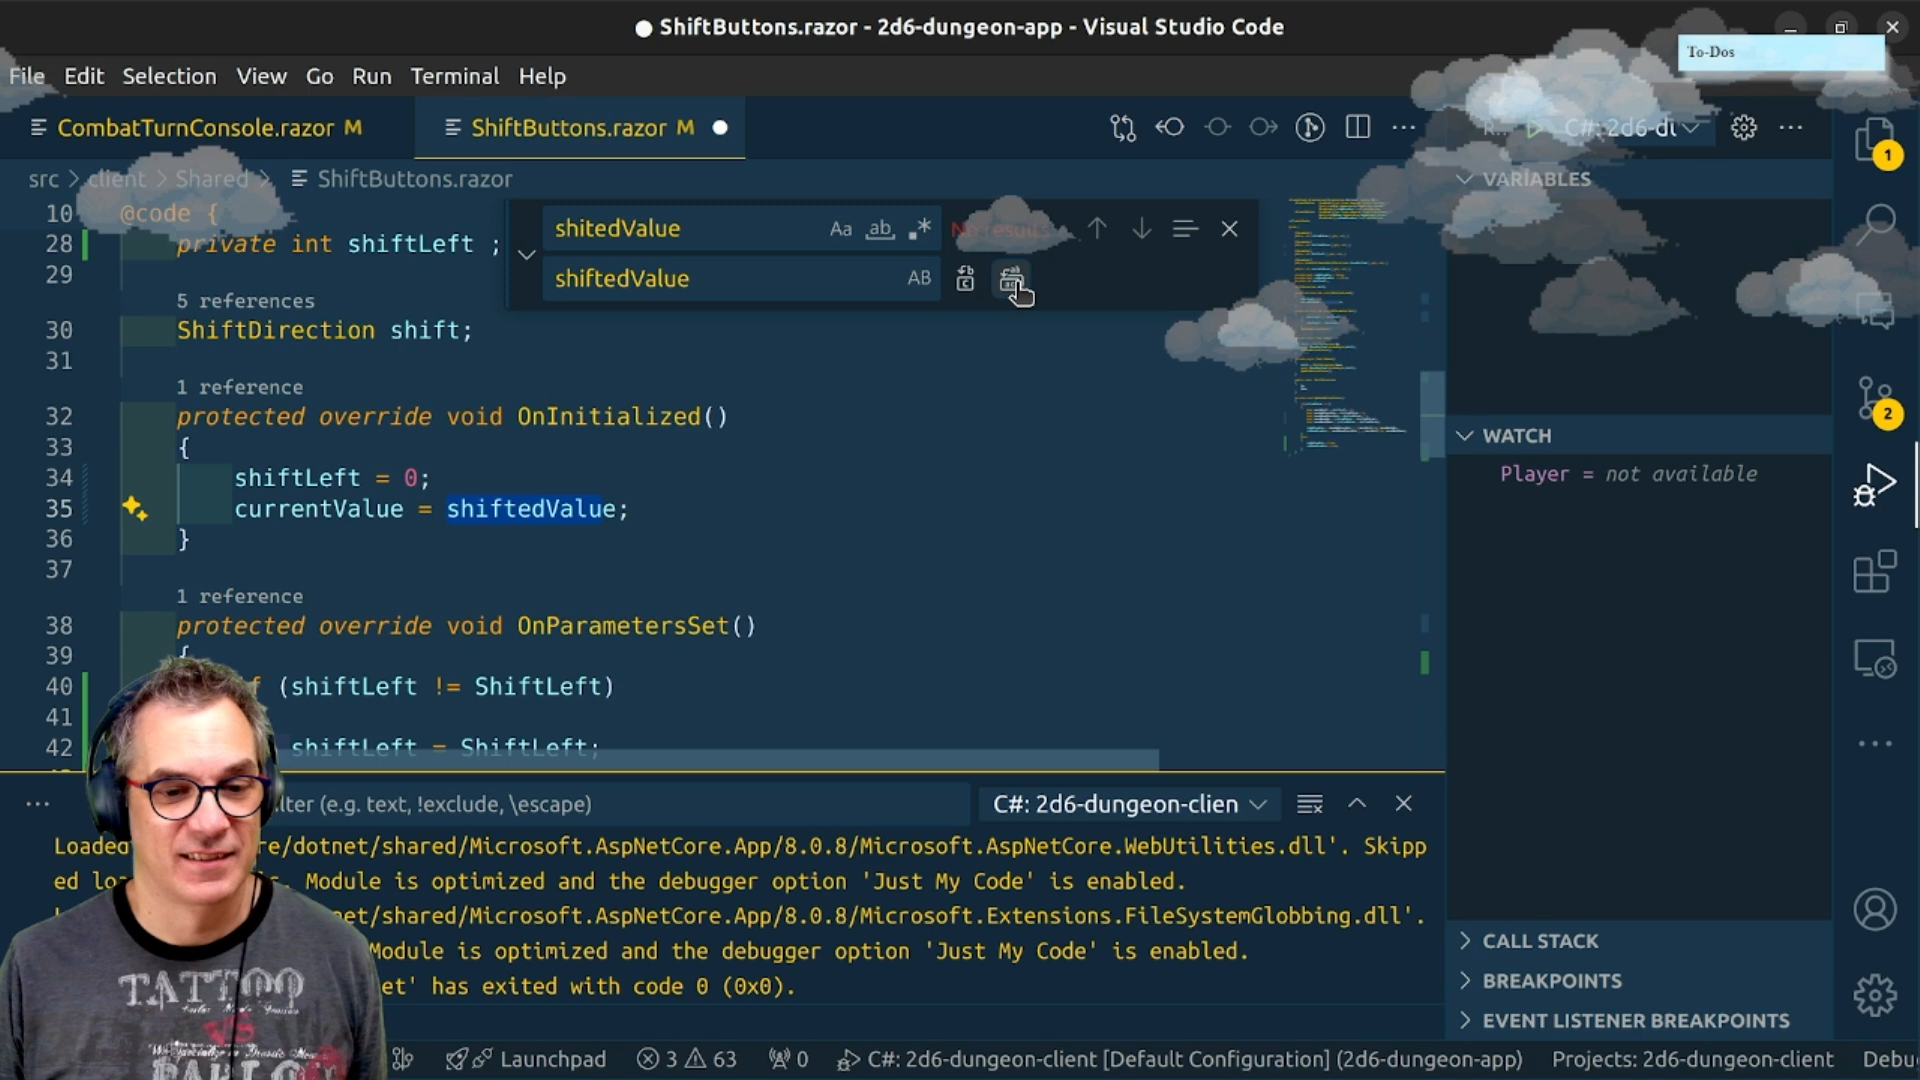 ShiftButtons.razor - 2d6-dungeon-app - Visual Studio Code
To-Dos
File Edit Selection View Go Run Terminal Help
CombatTurnConsole.razor M
ShiftButtons.razor M
C#: 2d6-du
src > client > Shared > ShiftButtons.razor
VARIABLES
shitedValue Aa ab. .* No results
shiftedValue AB
10 @code {
28 private int shiftLeft ;
29
5 references
30 ShiftDirection shift;
31
1 reference
32 protected override void OnInitialized()
33 {
34 shiftLeft = 0;
35 currentValue = shiftedValue;
36 }
37
1 reference
38 protected override void OnParametersSet()
39 {
40 if (shiftLeft != ShiftLeft)
41
42 shiftLeft = ShiftLeft;
1
2
WATCH
Player = not available
lter (e.g. text, !exclude, \escape)
C#: 2d6-dungeon-clien
Loaded re/dotnet/shared/Microsoft.AspNetCore.App/8.0.8/Microsoft.AspNetCore.WebUtilities.dll'. Skipp
ed lo Module is optimized and the debugger option 'Just My Code' is enabled.
net/shared/Microsoft.AspNetCore.App/8.0.8/Microsoft.Extensions.FileSystemGlobbing.dll'.
Module is optimized and the debugger option 'Just My Code' is enabled.
et' has exited with code 0 (0x0).
CALL STACK
BREAKPOINTS
EVENT LISTENER BREAKPOINTS
TATTOO
VS
PABLO
Launchpad 3 63 0 C#: 2d6-dungeon-client [Default Configuration] (2d6-dungeon-app) Projects: 2d6-dungeon-client Debu